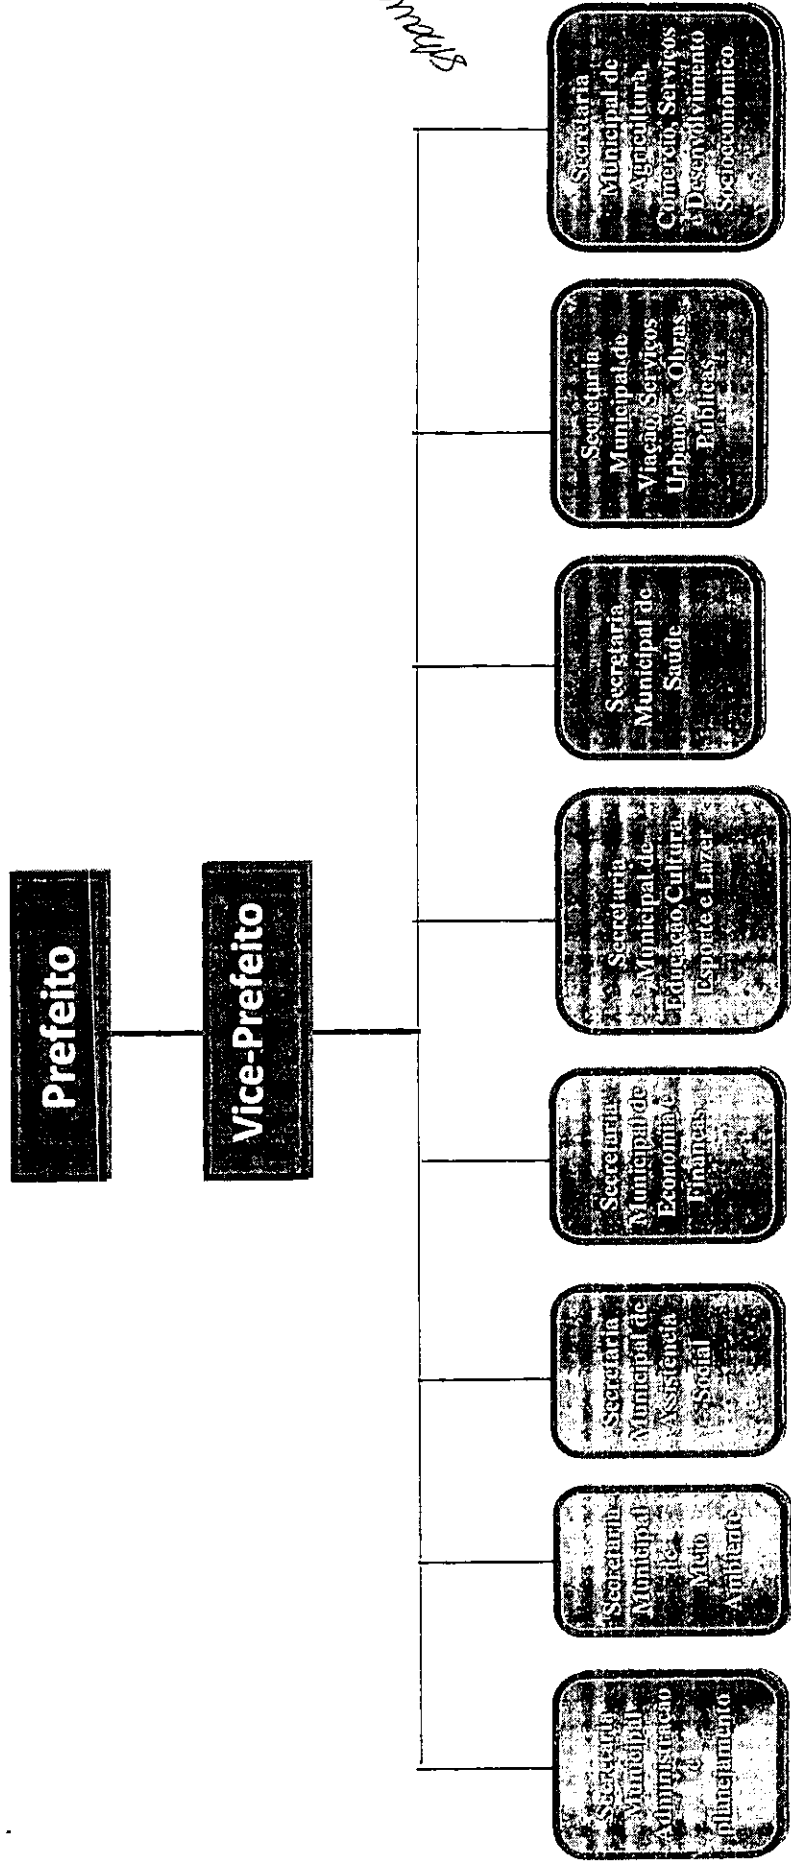 Prefeito
Vice-Prefeito
Secretaria
Municipal
Administração
e
planejamento
Secretaria
Municipal
de
Meio
Ambiente
Secretaria
Municipal de
Assistencia
Social
Secretaria
Municipal de
Economia e
Finanças
Secretaria
Municipal de
Educação Cultura
Esporte e Lazer
Secretaria
Municipal de
Saúde
Secretaria
Municipal de
Viação, Serviços
Urbanos e Obras
Públicas
Secretaria
Municipal de
Agricultura,
Comércio, Serviços
e Desenvolvimento
Socioeconômico